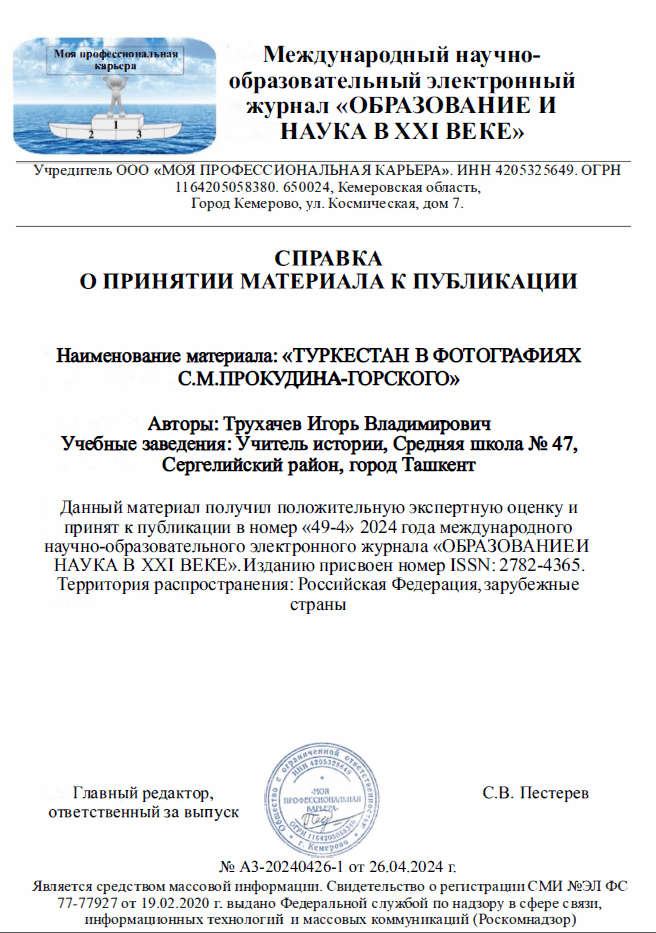 Моя профессиональная
карьера
1
2 3
Международный научно-
образовательный электронный
журнал «ОБРАЗОВАНИЕ И
НАУКА В XXI ВЕКЕ»
Учредитель ООО «МОЯ ПРОФЕССИОНАЛЬНАЯ КАРЬЕРА». ИНН 4205325649. ОГРН
1164205058380. 650024, Кемеровская область,
Город Кемерово, ул. Космическая, дом 7.
СПРАВКА
О ПРИНЯТИИ МАТЕРИАЛА К ПУБЛИКАЦИИ
Наименование материала: «ТУРКЕСТАН В ФОТОГРАФИЯХ
С.М.ПРОКУДИНА-ГОРСКОГО»
Авторы: Трухачев Игорь Владимирович
Учебные заведения: Учитель истории, Средняя школа № 47,
Сергелийский район, город Ташкент
Данный материал получил положительную экспертную оценку и
принят к публикации в номер «49-4» 2024 года международного
научно-образовательного электронного журнала «ОБРАЗОВАНИЕ И
НАУКА В XXI ВЕКЕ». Изданию присвоен номер ISSN: 2782-4365.
Территория распространения: Российская Федерация, зарубежные
страны
Главный редактор,
ответственный за выпуск
Общество с ограниченной ответственностью
ИНН 4205325649
«МОЯ
ПРОФЕССИОНАЛЬНАЯ
КАРЬЕРА»
ОГРН 1164205058380
г. Кемерово
С.В. Пестерев
№ А3-20240426-1 от 26.04.2024 г.
Является средством массовой информации. Свидетельство о регистрации СМИ №ЭЛ ФС
77-77927 от 19.02.2020 г. выдано Федеральной службой по надзору в сфере связи,
информационных технологий и массовых коммуникаций (Роскомнадзор)